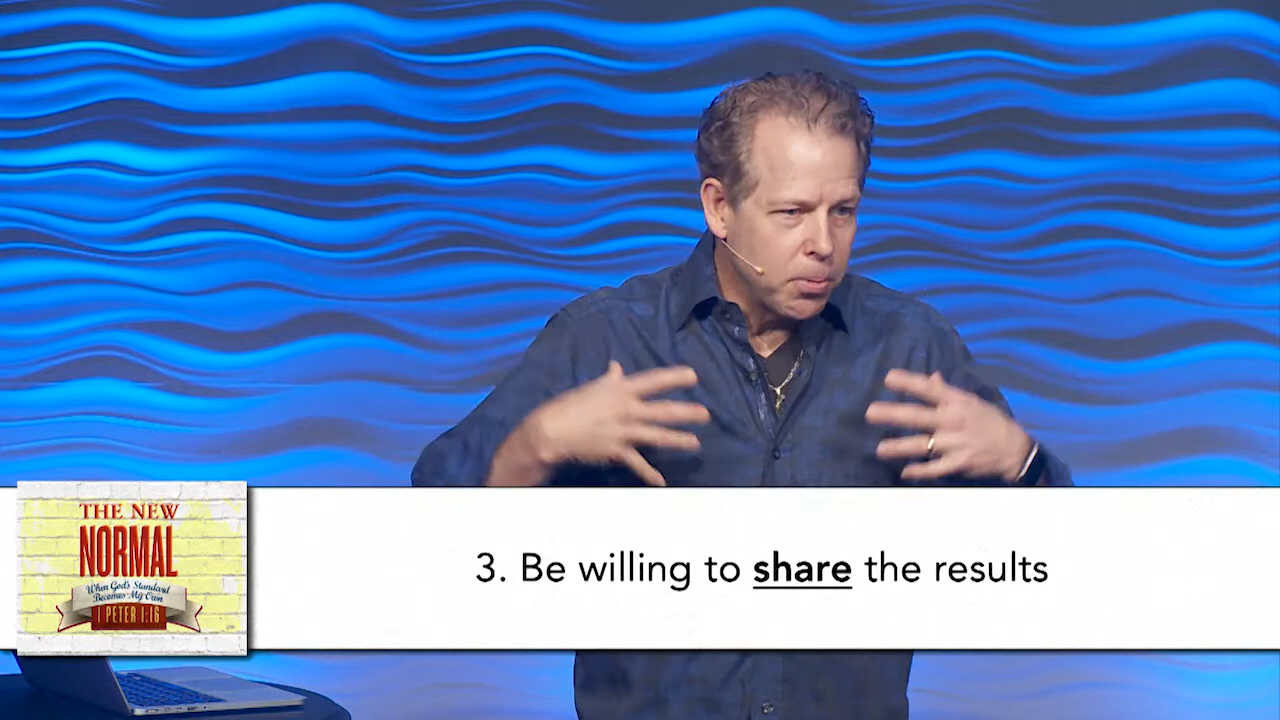 THE NEW
NORMAL
When God's Standard
Becomes My Own
1 PETER 1:16
3. Be willing to share the results